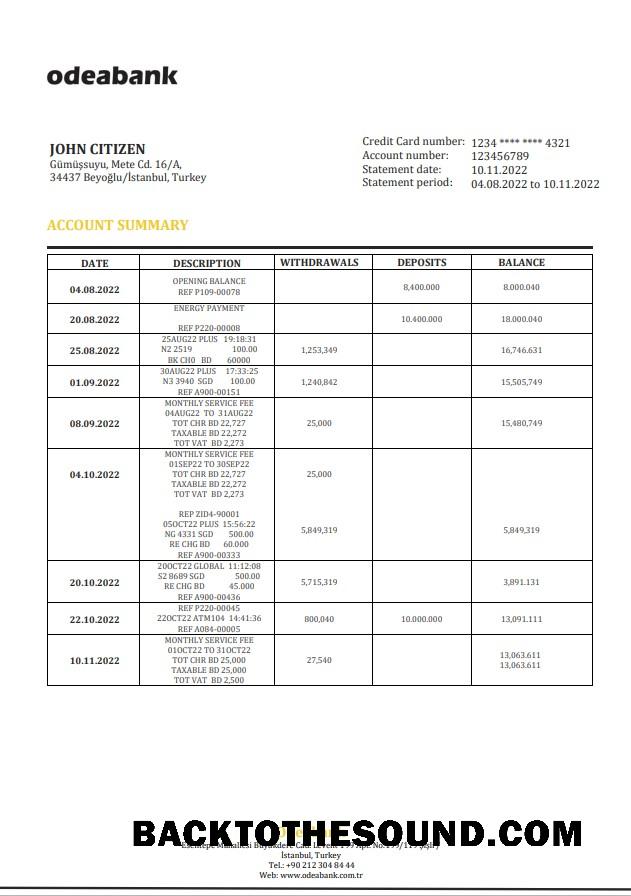 odeabank
JOHN CITIZEN
Gümüşsuyu, Mete Cd. 16/A,
34437 Beyoğlu/İstanbul, Turkey
Credit Card number: 1234 **** **** 4321
Account number: 123456789
Statement date: 10.11.2022
Statement period: 04.08.2022 to 10.11.2022
ACCOUNT SUMMARY
DATE DESCRIPTION WITHDRAWALS DEPOSITS BALANCE
04.08.2022 OPENING BALANCE 8,400.000 8.000.040
REF P109-00078
20.08.2022 ENERGY PAYMENT 10.400.000 18.000.040
REF P220-00008
25.08.2022 25AUG22 PLUS 19:18:31 1,253,349 16,746.631
N2 2519 100.00
BK CH0 BD 60000
01.09.2022 30AUG22 PLUS 17:33:25 1,240,842 15,505,749
N3 3940 SGD 100.00
REF A900-00151
08.09.2022 MONTHLY SERVICE FEE 25,000 15,480,749
04AUG22 TO 31AUG22
TOT CHR BD 22,727
TAXABLE BD 22,272
TOT VAT BD 2,273
04.10.2022 MONTHLY SERVICE FEE 25,000
01SEP22 TO 30SEP22
TOT CHR BD 22,727
TAXABLE BD 22,272
TOT VAT BD 2,273
REP ZID4-90001
05OCT22 PLUS 15:56:22
NG 4331 SGD 500.00 5,849,319 5,849,319
RE CHG BD 60.000
REF A900-00333
20.10.2022 20OCT22 GLOBAL 11:12:08 5,715,319 3,891.131
S2 8689 SGD 500.00
RE CHG BD 45.000
REF A900-00436
22.10.2022 REF P220-00045 800,040 10.000.000 13,091.111
22OCT22 ATM104 14:41:36
REF A084-00005
10.11.2022 MONTHLY SERVICE FEE 27,540 13,063.611
01OCT22 TO 31OCT22 13,063.611
TOT CHR BD 25,000
TAXABLE BD 25,000
TOT VAT BD 2,500
BACKTOTHESOUND.COM
İstanbul, Turkey
Tel.: +90 212 304 84 44
Web: www.odeabank.com.tr